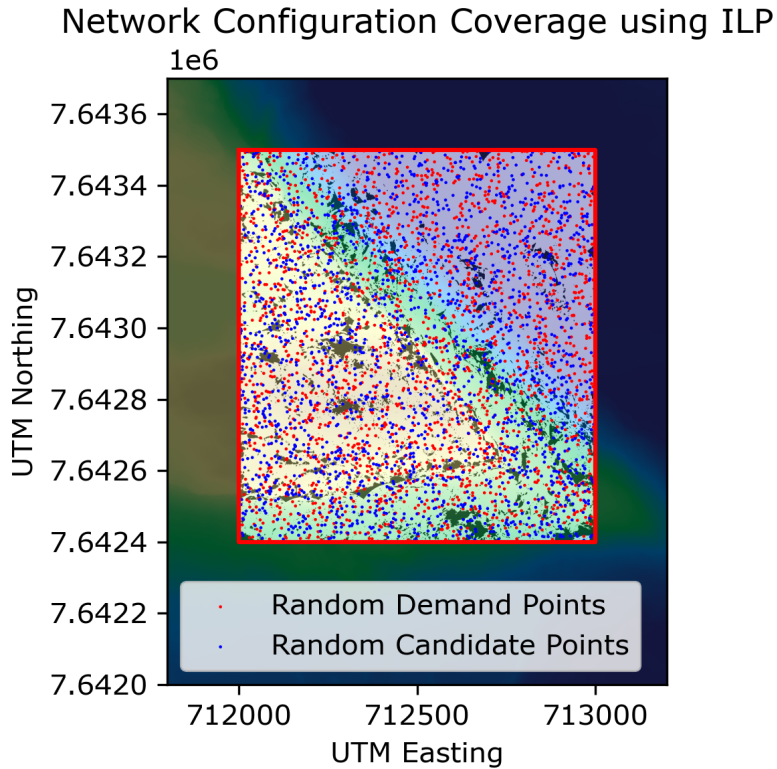 Network Configuration Coverage using ILP
1e6
7.6436
7.6434
7.6432
7.6430
7.6428
7.6426
7.6424
7.6422
7.6420
UTM Northing
Random Demand Points
Random Candidate Points
712000 712500 713000
UTM Easting